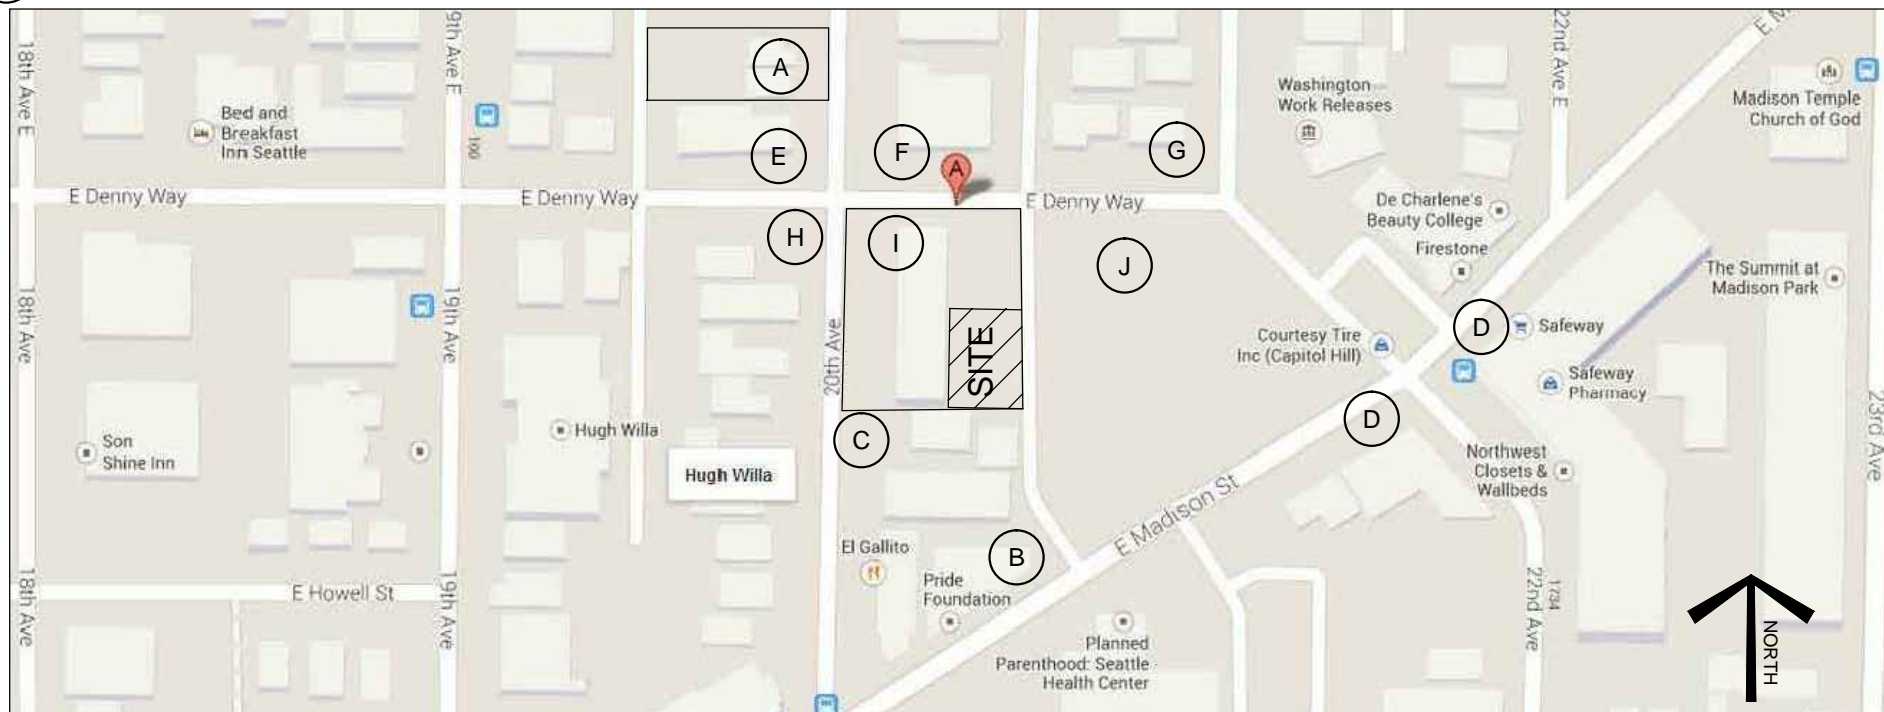 18th Ave E
9th Ave E
22nd Ave E
E M
A
Bed and
Breakfast
Inn Seattle
100
E
F
A
G
Washington
Work Releases
Madison Temple
Church of God
E Denny Way
E Denny Way
E Denny Way
De Charlene's
Beauty College
Firestone
H
I
J
The Summit at
Madison Park
18th Ave
19th Ave
20th Ave
SITE
Courtesy Tire
Inc (Capitol Hill)
D
Safeway
Safeway
Pharmacy
D
23rd Ave
Son
Shine Inn
Hugh Willa
Hugh Willa
C
Northwest
Closets &
Wallbeds
E Madison St
El Gallito
B
Pride
Foundation
18th Ave
E Howell St
19th Ave
22nd Ave
1734
Planned
Parenthood: Seattle
Health Center
NORTH